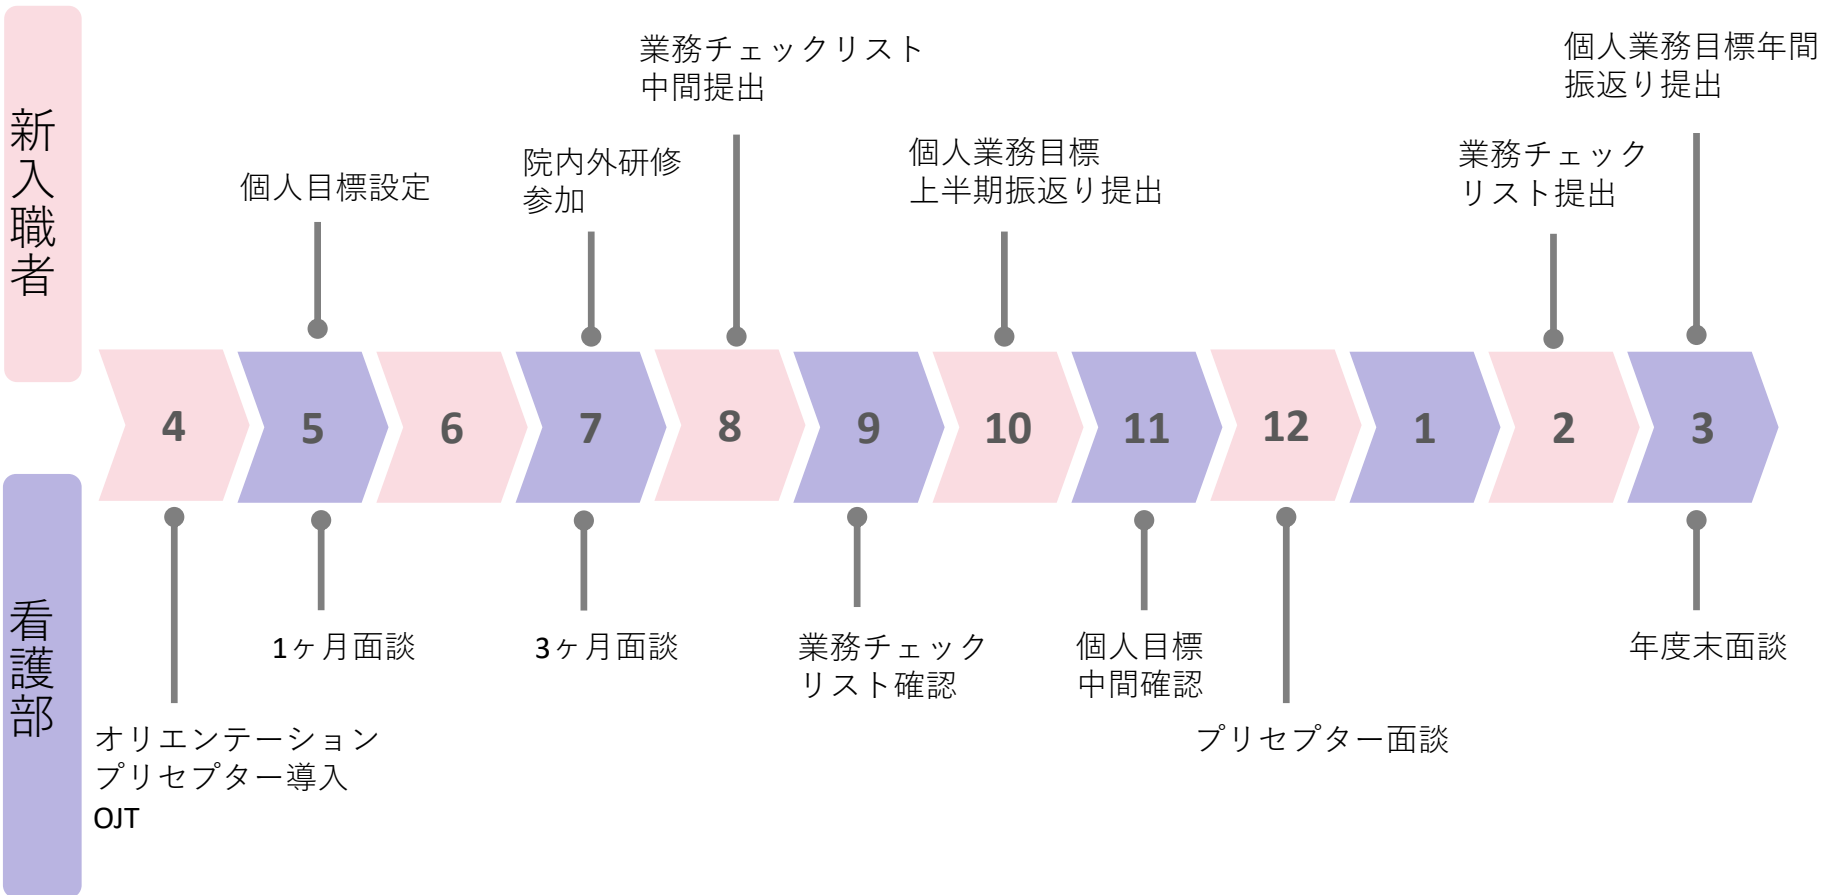 新入職者
業務チェックリスト
中間提出
個人業務目標年間
振返り提出
個人目標設定
院内外研修
参加
個人業務目標
上半期振返り提出
業務チェック
リスト提出
4
5
6
7
8
9
10
11
12
1
2
3
看護部
1ヶ月面談
3ヶ月面談
業務チェック
リスト確認
個人目標
中間確認
年度末面談
オリエンテーション
プリセプター導入
OJT
プリセプター面談